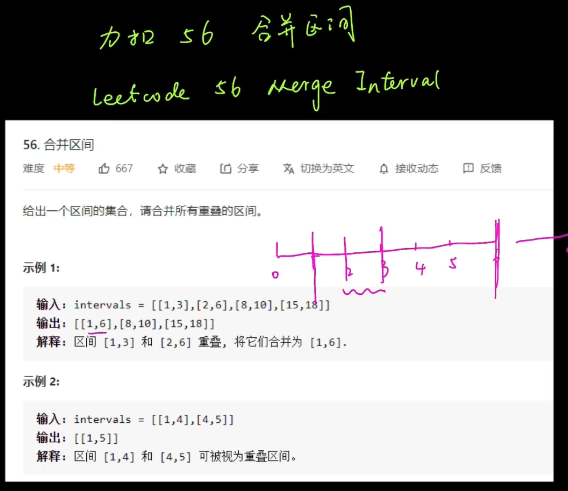 力扣 56 合并区间
Leetcode 56 Merge Interval
56. 合并区间
难度 中等 667 收藏 分享 切换为英文 接收动态 反馈
给出一个区间的集合，请合并所有重叠的区间。
0 2 3 4 5
示例 1:
输入: intervals = [[1,3],[2,6],[8,10],[15,18]]
输出: [[1,6],[8,10],[15,18]]
解释: 区间 [1,3] 和 [2,6] 重叠, 将它们合并为 [1,6].
示例 2:
输入: intervals = [[1,4],[4,5]]
输出: [[1,5]]
解释: 区间 [1,4] 和 [4,5] 可被视为重叠区间。